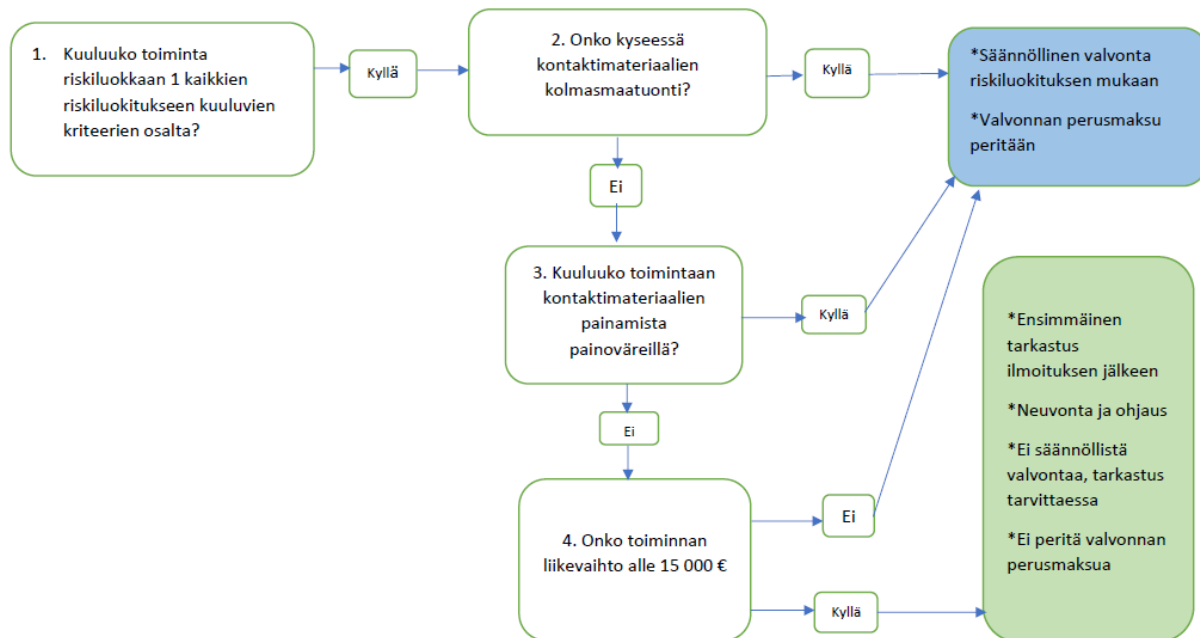 1. Kuuluuko toiminta
riskiluokkaan 1 kaikkien
riskiluokitukseen kuuluvien
kriteerien osalta?
Kyllä
2. Onko kyseessä
kontaktimateriaalien
kolmasmaatuonti?
Kyllä
*Säännöllinen valvonta
riskiluokituksen mukaan
*Valvonnan perusmaksu
peritään
Ei
3. Kuuluuko toimintaan
kontaktimateriaalien
painamista
painoväreillä?
Kyllä
Ei
4. Onko toiminnan
liikevaihto alle 15 000 €
Ei
Kyllä
*Ensimmäinen
tarkastus
ilmoituksen jälkeen
*Neuvonta ja ohjaus
*Ei säännöllistä
valvontaa, tarkastus
tarvittaessa
*Ei peritä valvonnan
perusmaksua